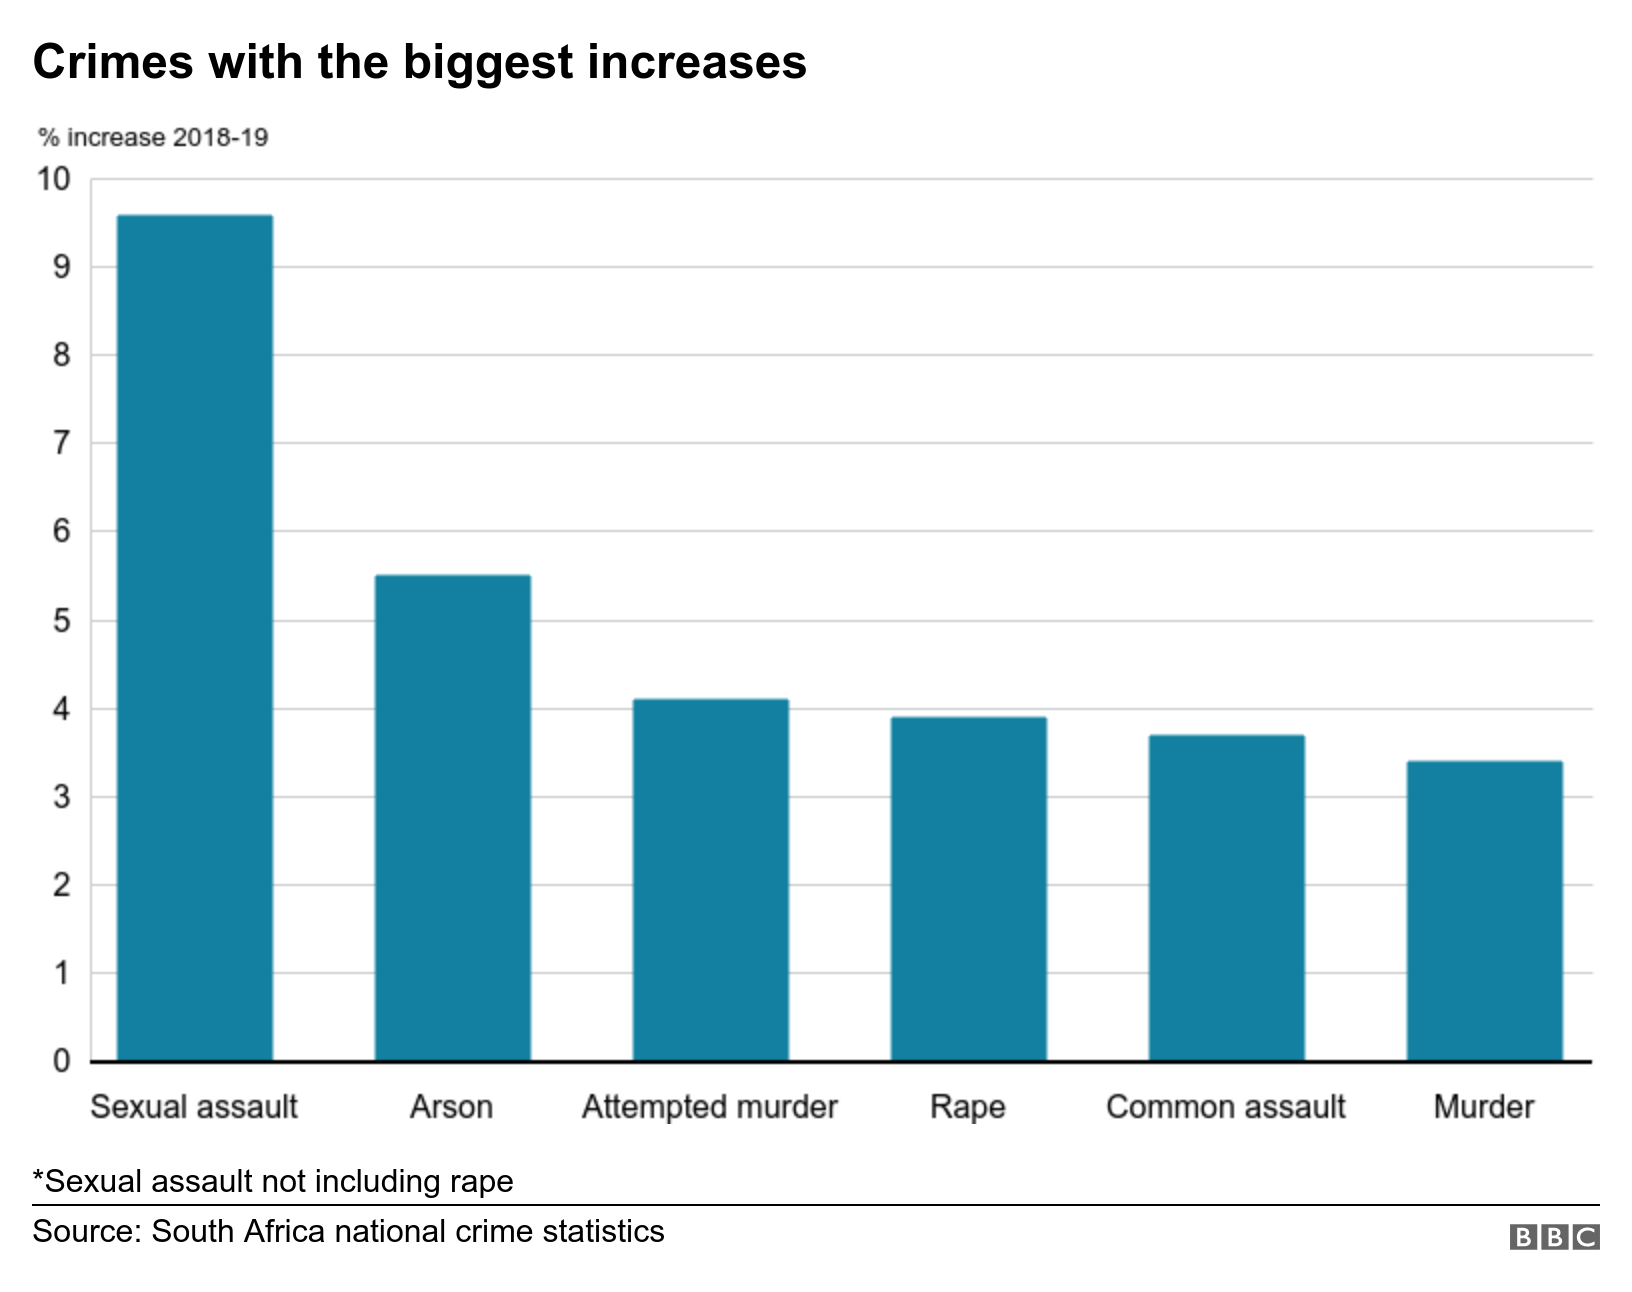 Crimes with the biggest increases
% increase 2018-19
10
9
8
7
6
5
4
3
2
1
0
Sexual assault Arson Attempted murder Rape Common assault Murder
*Sexual assault not including rape
Source: South Africa national crime statistics
BBC